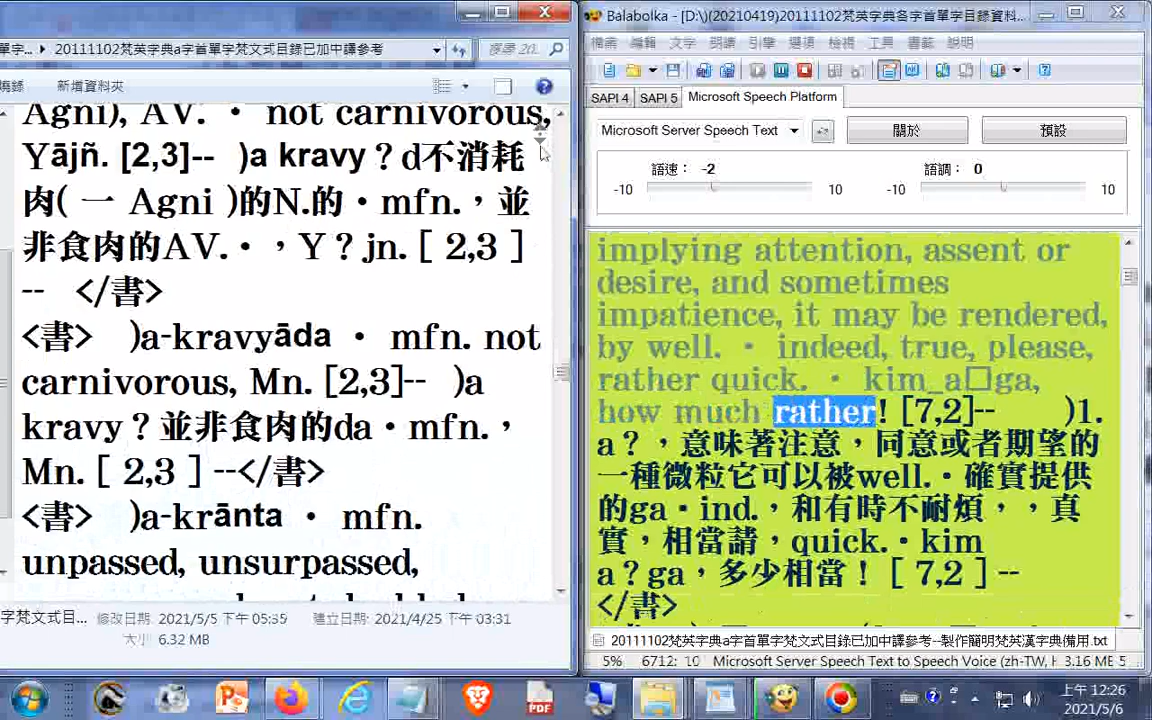 單字... ▸ 20111102梵英字典a字首單字梵文式目錄已加中譯參考
搜尋 20...
燒錄 新增資料夾
Agni), AV. • not carnivorous,
Yājñ. [2,3]-- )a kravy？d不消耗
肉( 一 Agni )的N.的•mfn.，並
非食肉的AV.•，Y？jn.[ 2,3 ]
-- </書>
<書> )a-kravyāda • mfn. not
carnivorous, Mn. [2,3]-- )a
kravy？並非食肉的da•mfn.，
Mn.[ 2,3 ] --</書>
<書> )a-krānta • mfn.
unpassed, unsurpassed,
字梵文式目... 修改日期: 2021/5/5 下午 05:35 建立日期: 2021/4/25 下午 03:31
大小: 6.32 MB
Balabolka - [D:\)(20210419)20111102梵英字典各字首單字目錄資料...
檔案 編輯 文字 朗讀 引擎 選項 檢視 工具 書籤 說明
SAPI 4 SAPI 5 Microsoft Speech Platform
Microsoft Server Speech Text 關於 預設
語速： -2 語調： 0
-10 10 -10 10
implying attention, assent or
desire, and sometimes
impatience, it may be rendered,
by well. • indeed, true, please,
rather quick. • kim_a□ga,
how much rather! [7,2]-- )1.
a？，意味著注意，同意或者期望的
一種微粒它可以被well.•確實提供
的ga•ind.，和有時不耐煩，，真
實，相當請，quick.•kim
a？ga，多少相當！[ 7,2 ] --
</書>
20111102梵英字典a字首單字梵文式目錄已加中譯參考--製作簡明梵英漢字典備用.txt
5% 6712: 10 Microsoft Server Speech Text to Speech Voice (zh-TW, H 3.16 MB 5
上午 12:26
2021/5/6